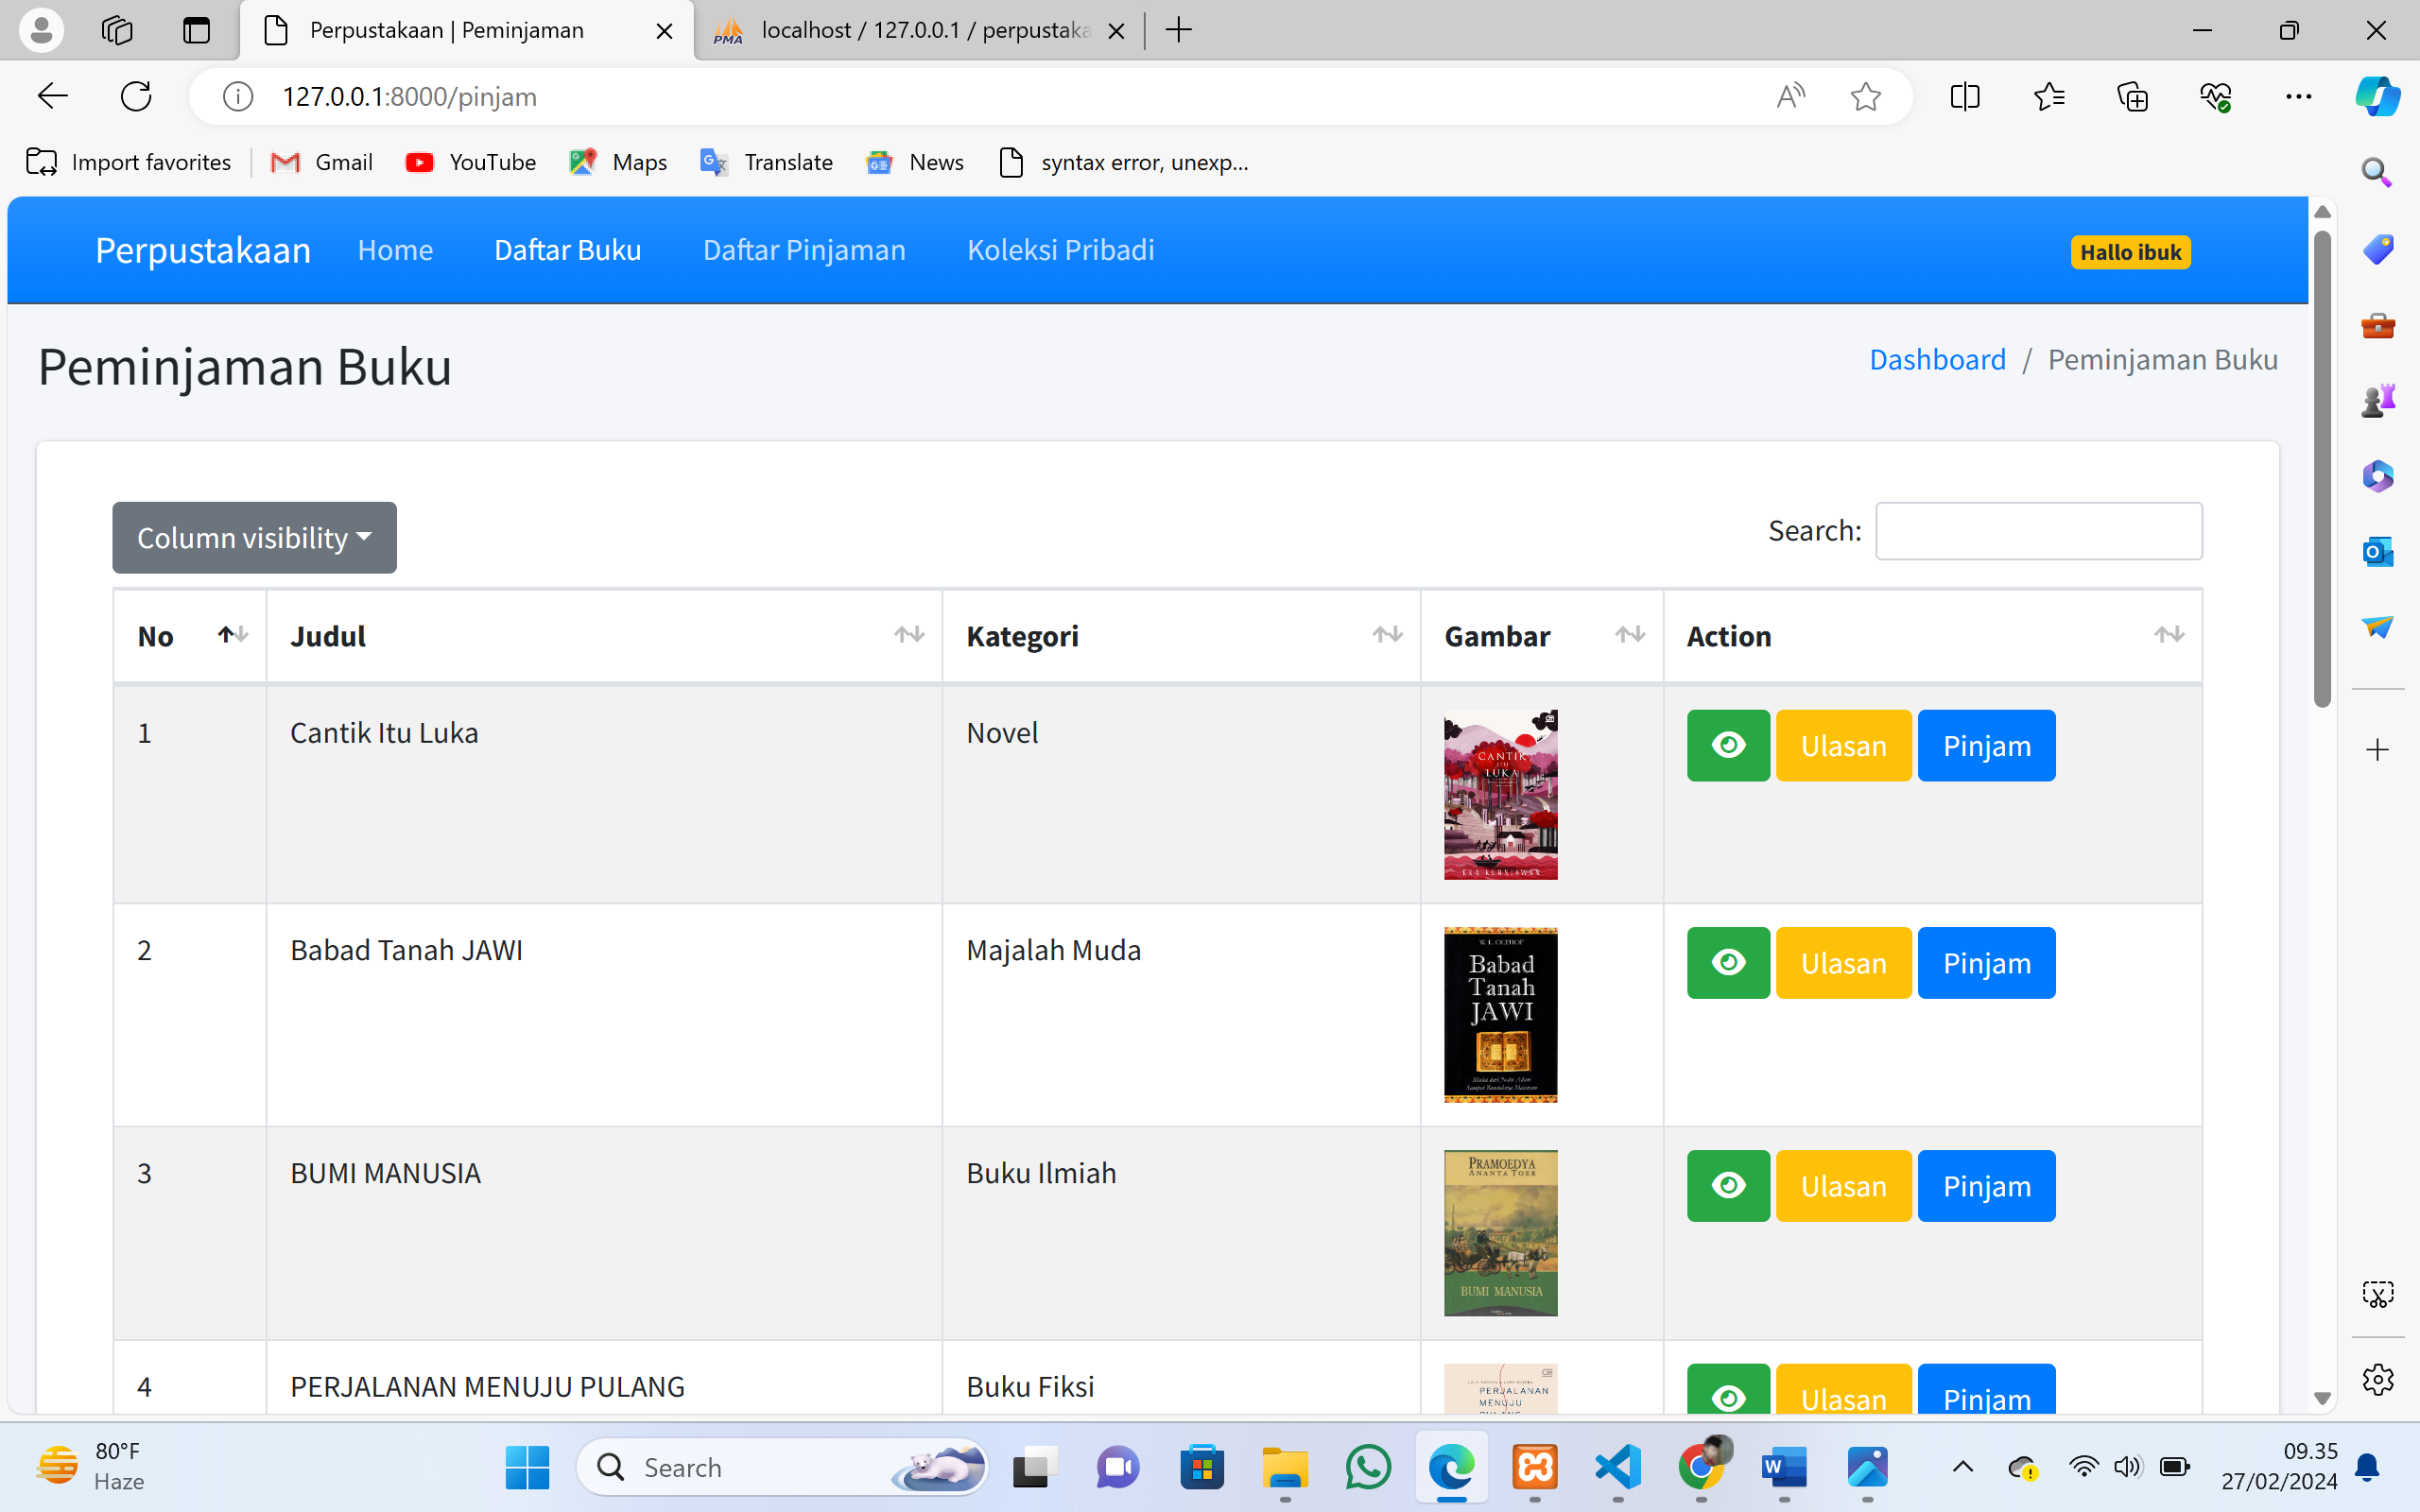 Perpustakaan | Peminjaman
localhost / 127.0.0.1 / perpustaka
127.0.0.1:8000/pinjam
Import favorites
Gmail
YouTube
Maps
Translate
News
syntax error, unexp...
Perpustakaan
Home
Daftar Buku
Daftar Pinjaman
Koleksi Pribadi
Hallo ibuk
Peminjaman Buku
Dashboard / Peminjaman Buku
Column visibility
Search:
No Judul Kategori Gambar Action
1 Cantik Itu Luka Novel
CANTIK
ITU
LUKA
EKA KURNIAWAN
Ulasan Pinjam
2 Babad Tanah JAWI Majalah Muda
W. L. OLTHOF
Babad
Tanah
JAWI
Ulasan Pinjam
3 BUMI MANUSIA Buku Ilmiah
PRAMOEDYA
ANANTA TOER
BUMI MANUSIA
Ulasan Pinjam
4 PERJALANAN MENUJU PULANG Buku Fiksi
PERJALANAN
MENUJU
PULANG
Ulasan Pinjam
80°F
Haze
Search
09.35
27/02/2024